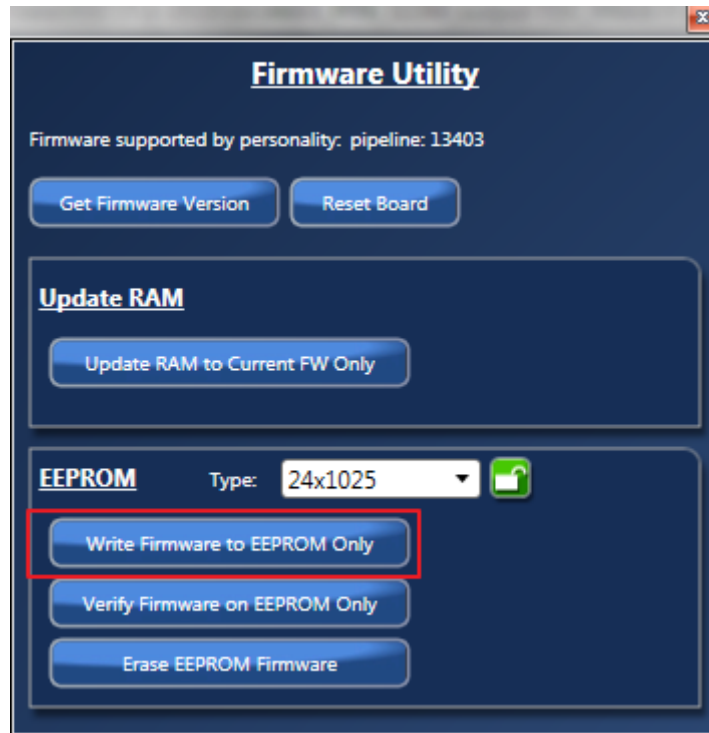 Firmware Utility
Firmware supported by personality: pipeline: 13403
Get Firmware Version Reset Board
Update RAM
Update RAM to Current FW Only
EEPROM Type: 24x1025
Write Firmware to EEPROM Only
Verify Firmware on EEPROM Only
Erase EEPROM Firmware